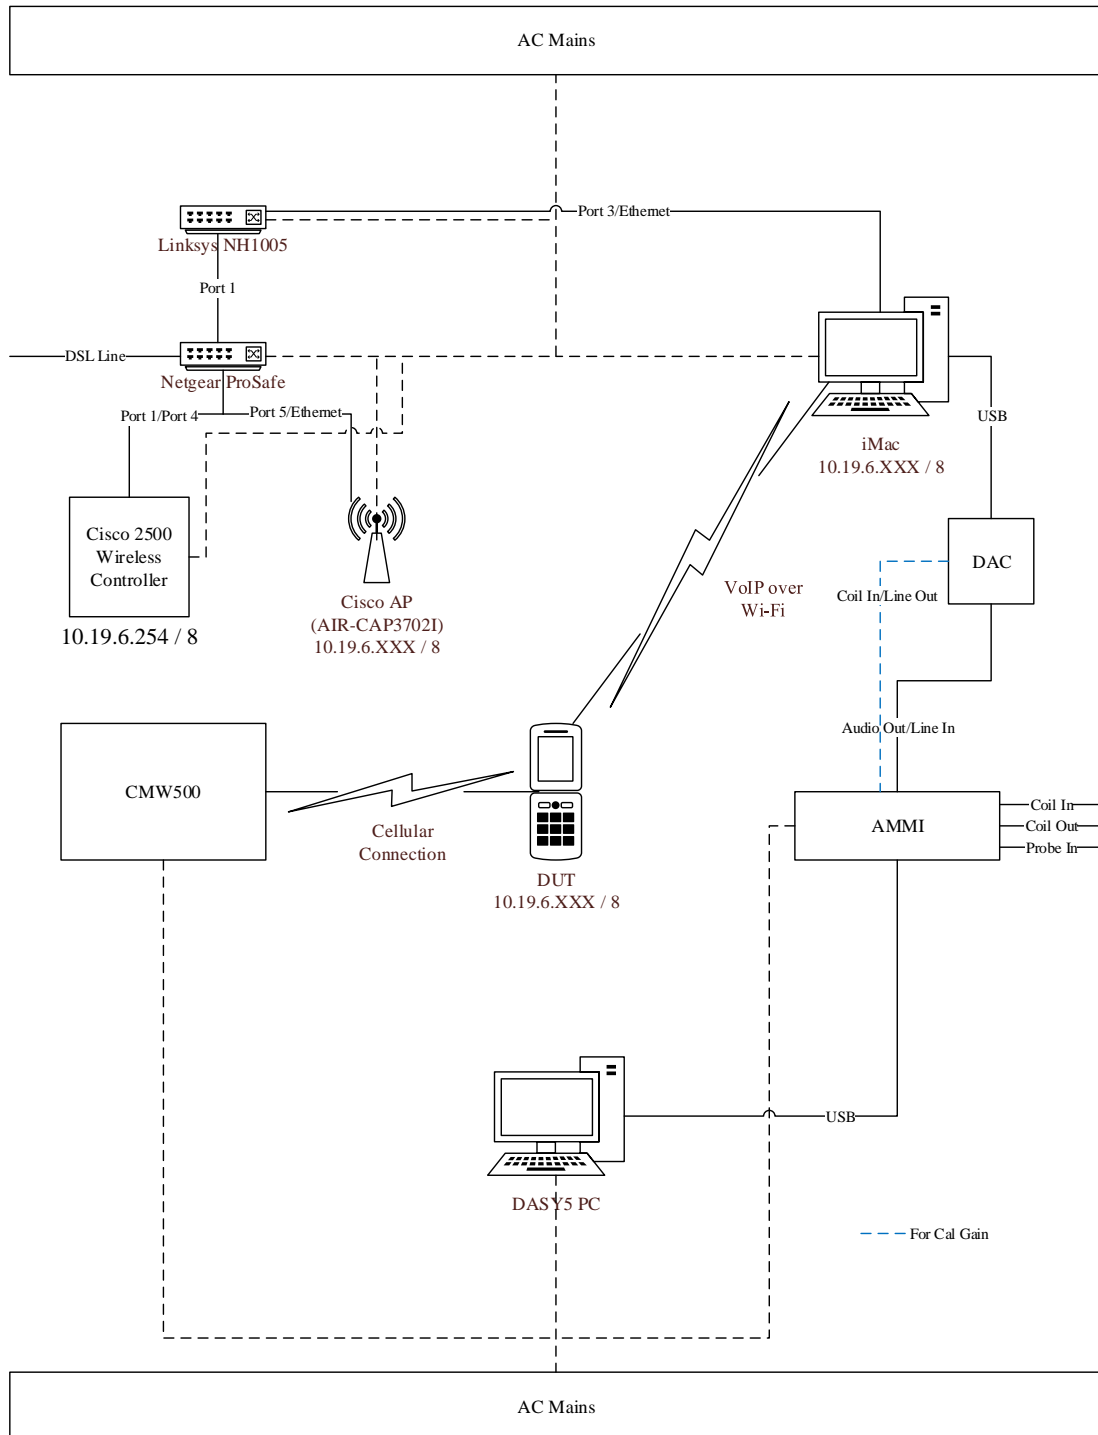 AC Mains
Port 3/Ethernet
Linksys NH1005
Port 1
DSL Line
Netgear ProSafe
Port 1/Port 4
Port 5/Ethernet
USB
iMac
10.19.6.XXX / 8
Cisco 2500
Wireless
Controller
10.19.6.254 / 8
DAC
Coil In/Line Out
VoIP over
Wi-Fi
Cisco AP
(AIR-CAP3702I)
10.19.6.XXX / 8
Audio Out/Line In
CMW500
Cellular
Connection
AMMI
Coil In
Coil Out
Probe In
DUT
10.19.6.XXX / 8
USB
DASY5 PC
For Cal Gain
AC Mains